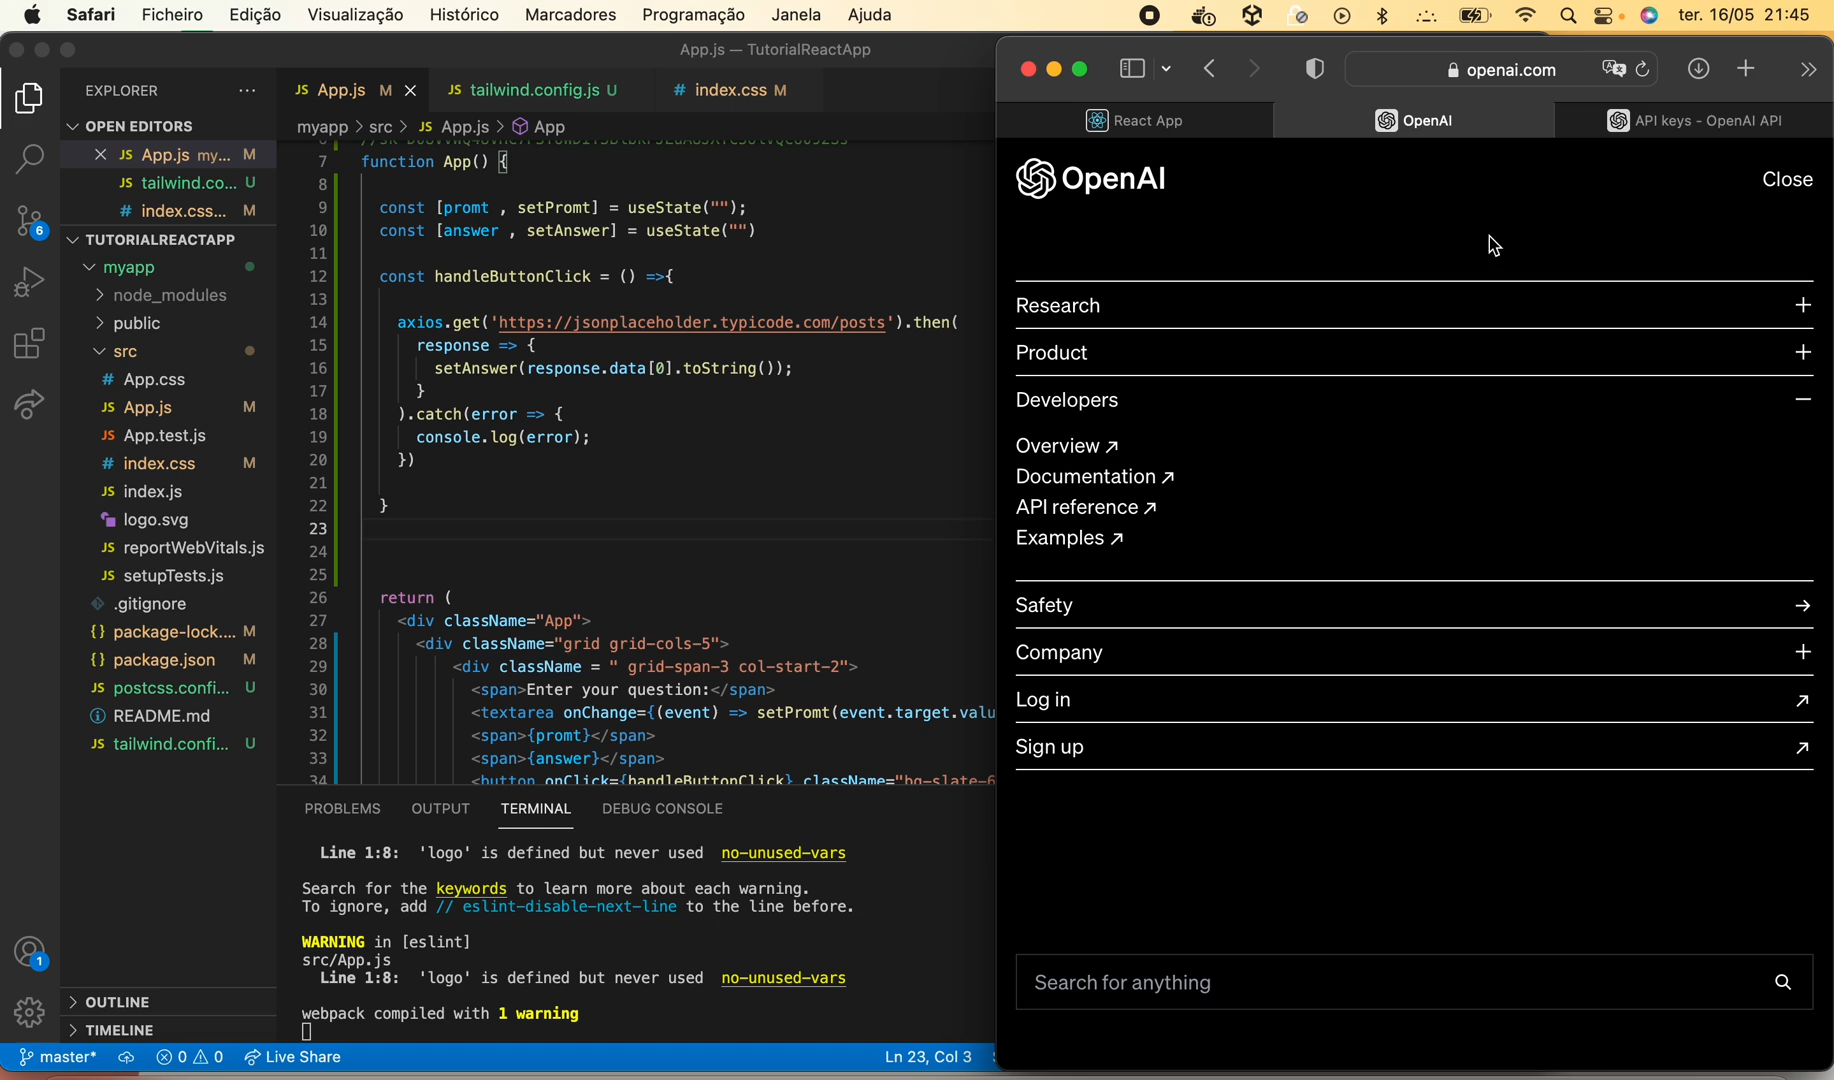 Safari Ficheiro Edição Visualização Histórico Marcadores Programação Janela Ajuda ter. 16/05 21:45
App.js — TutorialReactApp
EXPLORER
OPEN EDITORS
JS App.js my... M
JS tailwind.co... U
# index.css... M
6
TUTORIALREACTAPP
myapp
node_modules
public
src
# App.css
JS App.js M
JS App.test.js
# index.css M
JS index.js
logo.svg
JS reportWebVitals.js
JS setupTests.js
.gitignore
{} package-lock.... M
{} package.json M
JS postcss.confi... U
README.md
JS tailwind.confi... U
1
OUTLINE
TIMELINE
JS App.js M
JS tailwind.config.js U
# index.css M
myapp > src > JS App.js > App
7 function App() {
8
9 const [promt , setPromt] = useState("");
10 const [answer , setAnswer] = useState("")
11
12 const handleButtonClick = () =>{
13
14 axios.get('https://jsonplaceholder.typicode.com/posts').then(
15 response => {
16 setAnswer(response.data[0].toString());
17 }
18 ).catch(error => {
19 console.log(error);
20 })
21
22 }
23
24
25
26 return (
27 <div className="App">
28 <div className="grid grid-cols-5">
29 <div className = " grid-span-3 col-start-2">
30 <span>Enter your question:</span>
31 <textarea onChange={(event) => setPromt(event.target.valu
32 <span>{promt}</span>
33 <span>{answer}</span>
34 <button onClick={handleButtonClick} className="bg-slate-6
PROBLEMS OUTPUT TERMINAL DEBUG CONSOLE
Line 1:8: 'logo' is defined but never used no-unused-vars
Search for the keywords to learn more about each warning.
To ignore, add // eslint-disable-next-line to the line before.
WARNING in [eslint]
src/App.js
Line 1:8: 'logo' is defined but never used no-unused-vars
webpack compiled with 1 warning
master* 0 0 Live Share Ln 23, Col 3
openai.com
React App
OpenAI
API keys - OpenAI API
OpenAI
Close
Research +
Product +
Developers −
Overview ↗
Documentation ↗
API reference ↗
Examples ↗
Safety →
Company +
Log in ↗
Sign up ↗
Search for anything